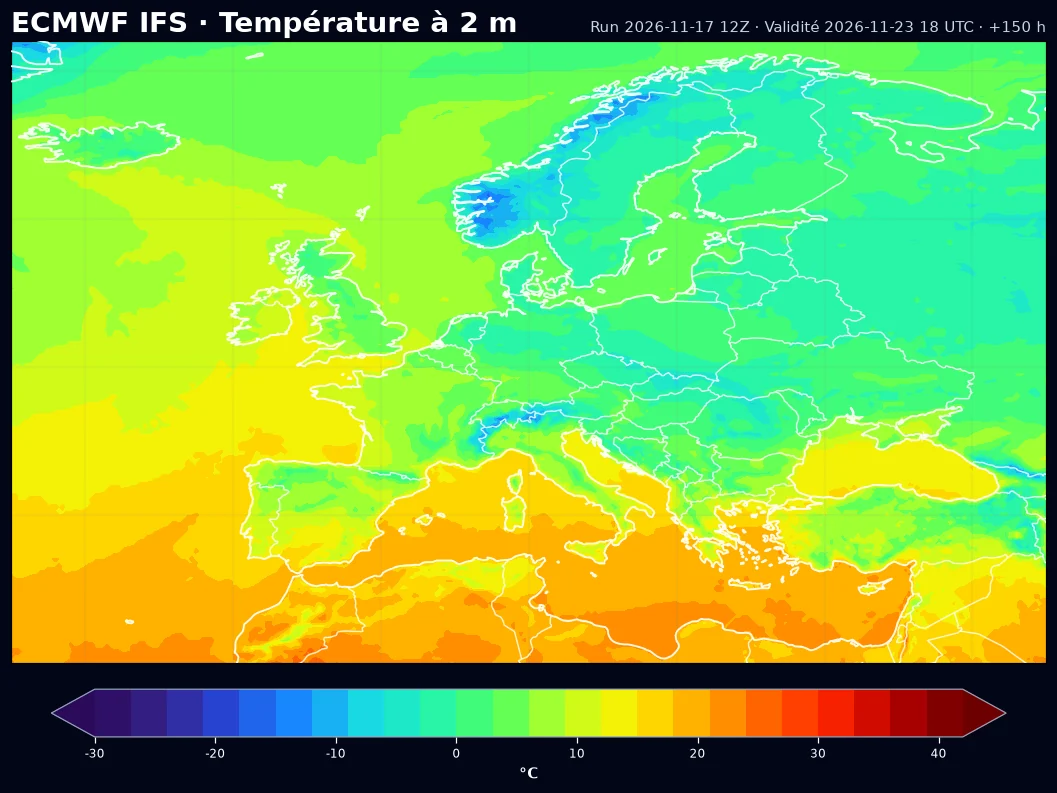 ECMWF IFS · Température à 2 m
Run 2026-11-17 12Z · Validité 2026-11-23 18 UTC · +150 h
-30 -20 -10 0 10 20 30 40
°C